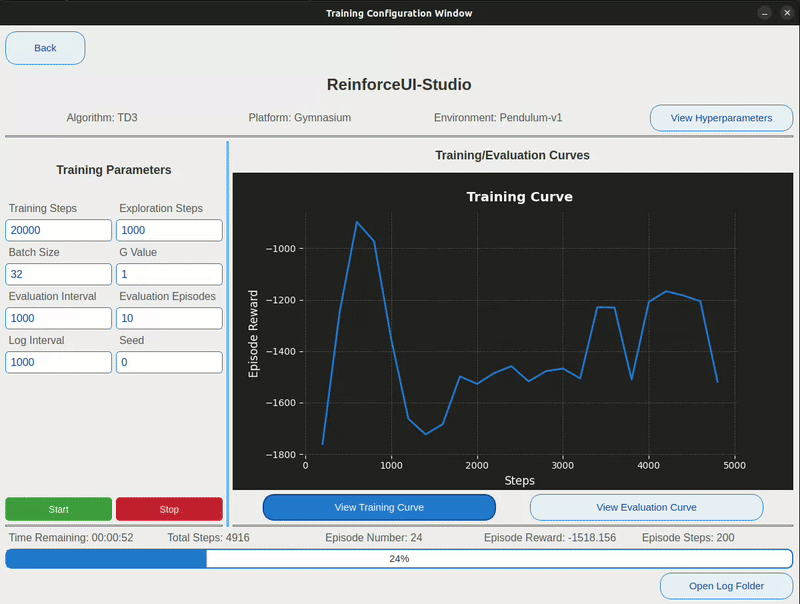 Training Configuration Window
Back
ReinforceUI-Studio
Algorithm: TD3 Platform: Gymnasium Environment: Pendulum-v1 View Hyperparameters
Training Parameters
Training Steps Exploration Steps
20000 1000
Batch Size G Value
32 1
Evaluation Interval Evaluation Episodes
1000 10
Log Interval Seed
1000 0
Start Stop
Training/Evaluation Curves
Training Curve
Episode Reward
−1000
−1200
−1400
−1600
−1800
0 1000 2000 3000 4000 5000
Steps
View Training Curve View Evaluation Curve
Time Remaining: 00:00:52 Total Steps: 4916 Episode Number: 24 Episode Reward: -1518.156 Episode Steps: 200
24%
Open Log Folder